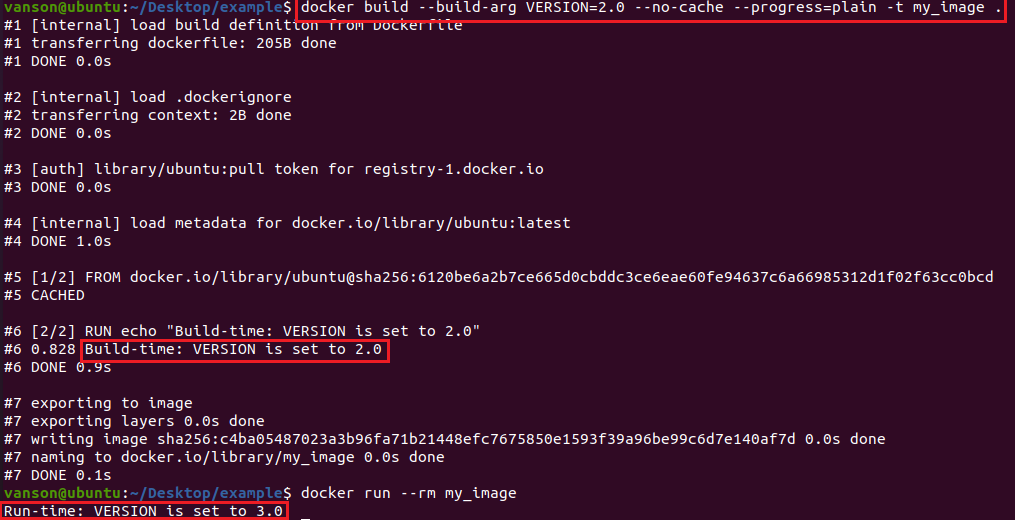 vanson@ubuntu:~/Desktop/example$ docker build --build-arg VERSION=2.0 --no-cache --progress=plain -t my_image .
#1 [internal] load build definition from Dockerfile
#1 transferring dockerfile: 205B done
#1 DONE 0.0s
#2 [internal] load .dockerignore
#2 transferring context: 2B done
#2 DONE 0.0s
#3 [auth] library/ubuntu:pull token for registry-1.docker.io
#3 DONE 0.0s
#4 [internal] load metadata for docker.io/library/ubuntu:latest
#4 DONE 1.0s
#5 [1/2] FROM docker.io/library/ubuntu@sha256:6120be6a2b7ce665d0cbddc3ce6eae60fe94637c6a66985312d1f02f63cc0bcd
#5 CACHED
#6 [2/2] RUN echo "Build-time: VERSION is set to 2.0"
#6 0.828 Build-time: VERSION is set to 2.0
#6 DONE 0.9s
#7 exporting to image
#7 exporting layers 0.0s done
#7 writing image sha256:c4ba05487023a3b96fa71b21448efc7675850e1593f39a96be99c6d7e140af7d 0.0s done
#7 naming to docker.io/library/my_image 0.0s done
#7 DONE 0.1s
vanson@ubuntu:~/Desktop/example$ docker run --rm my_image
Run-time: VERSION is set to 3.0